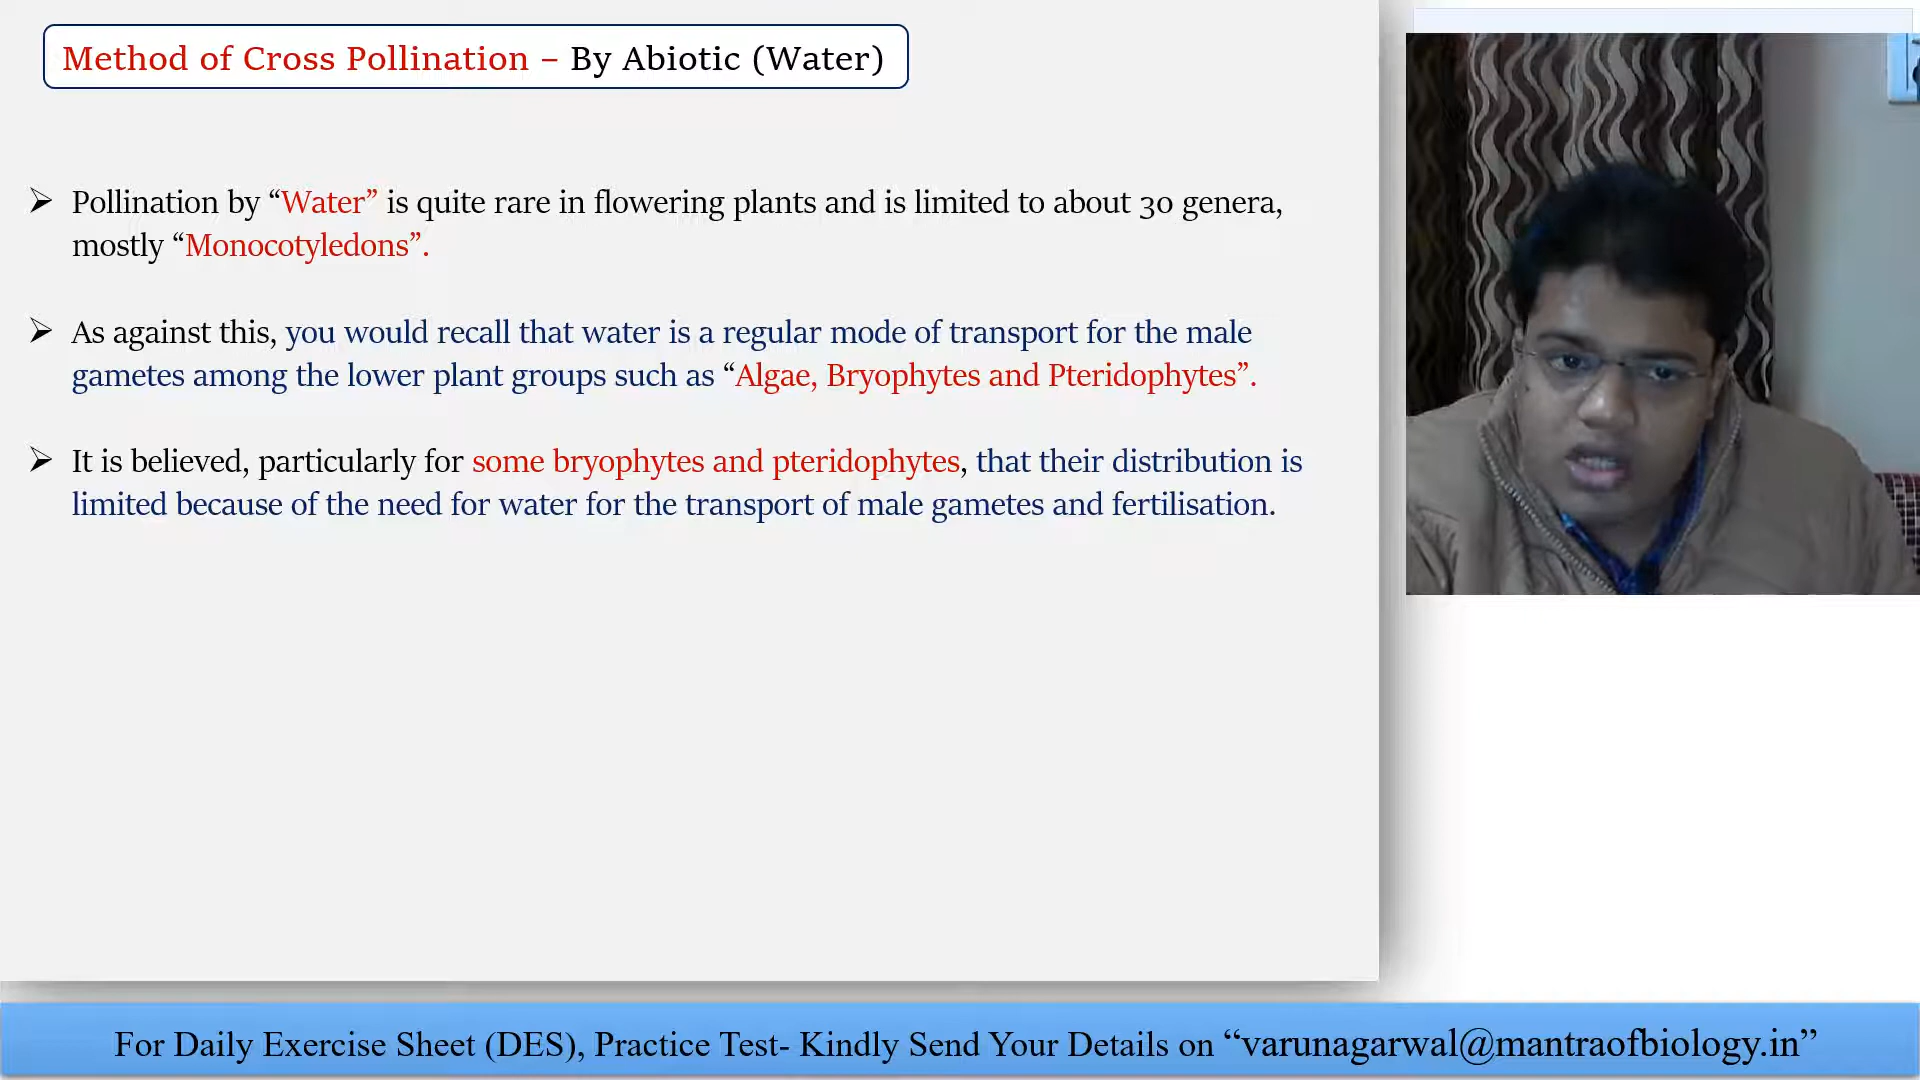 Method of Cross Pollination – By Abiotic (Water)
➢ Pollination by “Water” is quite rare in flowering plants and is limited to about 30 genera,
mostly “Monocotyledons”.
➢ As against this, you would recall that water is a regular mode of transport for the male
gametes among the lower plant groups such as “Algae, Bryophytes and Pteridophytes”.
➢ It is believed, particularly for some bryophytes and pteridophytes, that their distribution is
limited because of the need for water for the transport of male gametes and fertilisation.
For Daily Exercise Sheet (DES), Practice Test- Kindly Send Your Details on “varunagarwal@mantraofbiology.in”